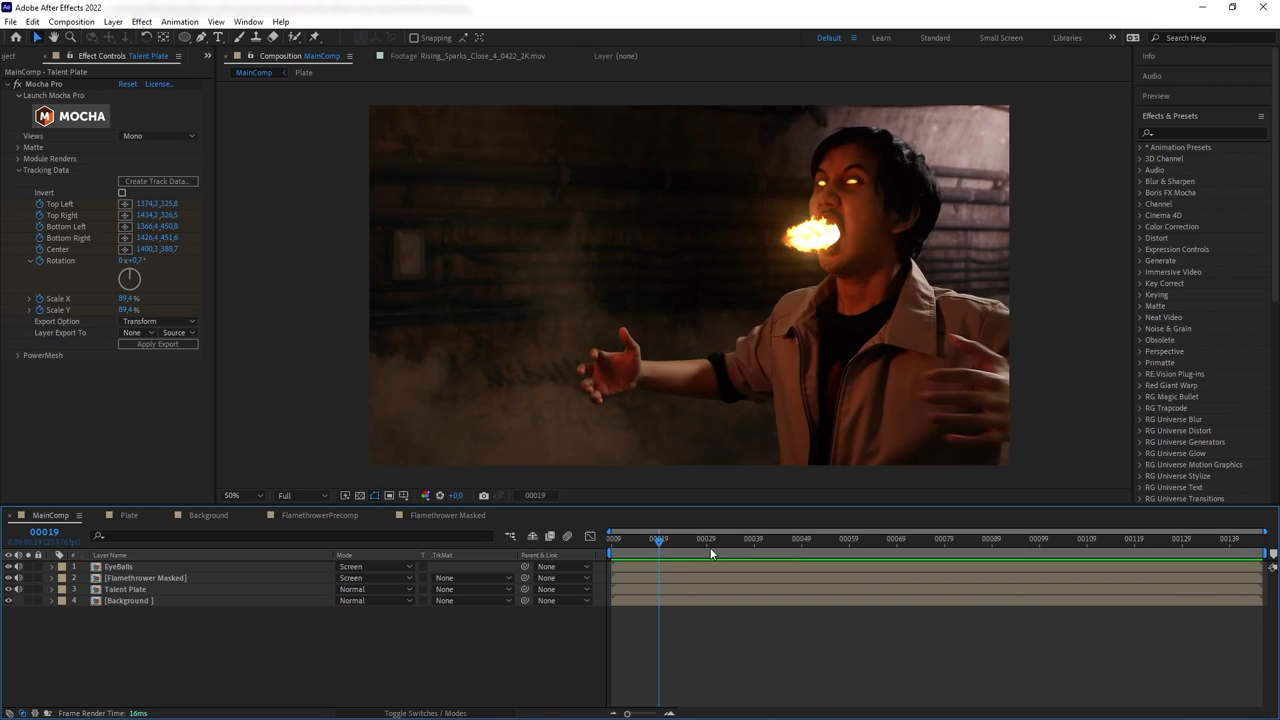 Adobe After Effects 2022
File Edit Composition Layer Effect Animation View Window Help
Snapping
Default Learn Standard Small Screen Libraries Search Help
ject Effect Controls Talent Plate
Composition MainComp Footage Rising_Sparks_Close_4_0422_2K.mov Layer (none)
MainComp Plate
MainComp - Talent Plate
fx Mocha Pro Reset License...
Launch Mocha Pro
M MOCHA
Views Mono
Matte
Module Renders
Tracking Data
Create Track Data...
Invert
Top Left 1374,2,325,8
Top Right 1434,2,326,5
Bottom Left 1366,4,450,8
Bottom Right 1426,4,451,6
Center 1400,3,388,7
Rotation 0x+0,7°
Scale X 89,4 %
Scale Y 89,4 %
Export Option Transform
Layer Export To None Source
Apply Export
PowerMesh
50% Full +0,0 00019
Info
Audio
Preview
Effects & Presets
* Animation Presets
3D Channel
Audio
Blur & Sharpen
Boris FX Mocha
Channel
Cinema 4D
Color Correction
Distort
Expression Controls
Generate
Immersive Video
Key Correct
Keying
Matte
Neat Video
Noise & Grain
Obsolete
Perspective
Primatte
RE:Vision Plug-ins
Red Giant Warp
RG Magic Bullet
RG Trapcode
RG Universe Blur
RG Universe Distort
RG Universe Generators
RG Universe Glow
RG Universe Motion Graphics
RG Universe Stylize
RG Universe Text
RG Universe Transitions
MainComp Plate Background FlamethrowerPrecomp Flamethrower Masked
00019
0:00:00:19 (23.976 fps)
0009 00019 00029 00039 00049 00059 00069 00079 00089 00099 00109 00119 00129 00139
# Layer Name Mode T .TrkMat Parent & Link
1 EyeBalls Screen None
2 [Flamethrower Masked] Screen None None
3 Talent Plate Normal None None
4 [Background ] Normal None None
Frame Render Time: 16ms Toggle Switches / Modes